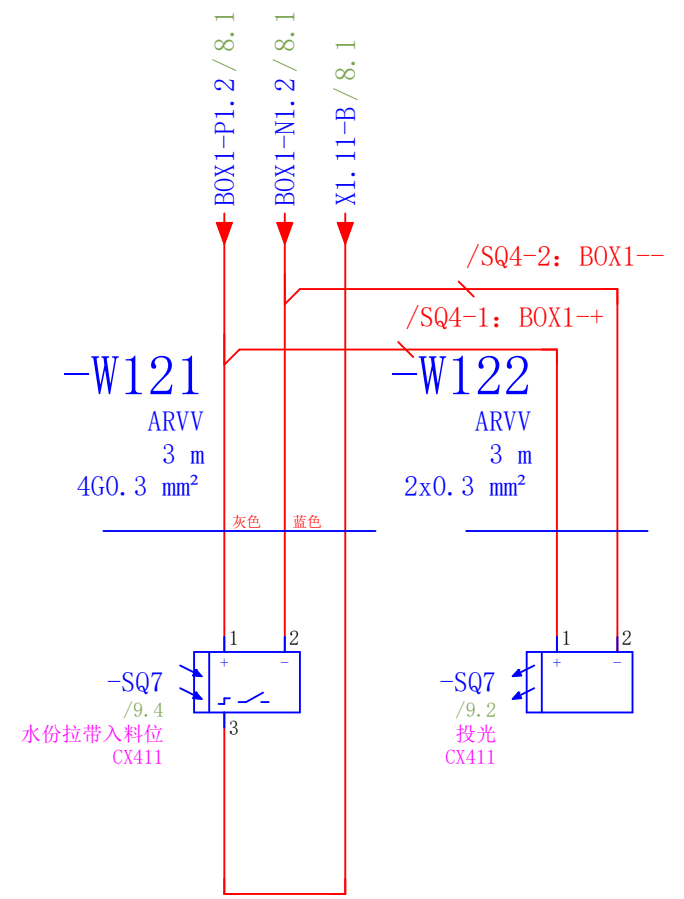 BOX1-P1.2/8.1
BOX1-N1.2/8.1
X1.11-B/8.1
/SQ4-2: BOX1--
/SQ4-1: BOX1-+
-W121
ARVV
3 m
4G0.3 mm²
-W122
ARVV
3 m
2x0.3 mm²
灰色
蓝色
1
2
+
-
-SQ7
/9.4
水份拉带入料位
CX411
3
1
2
+
-
-SQ7
/9.2
投光
CX411